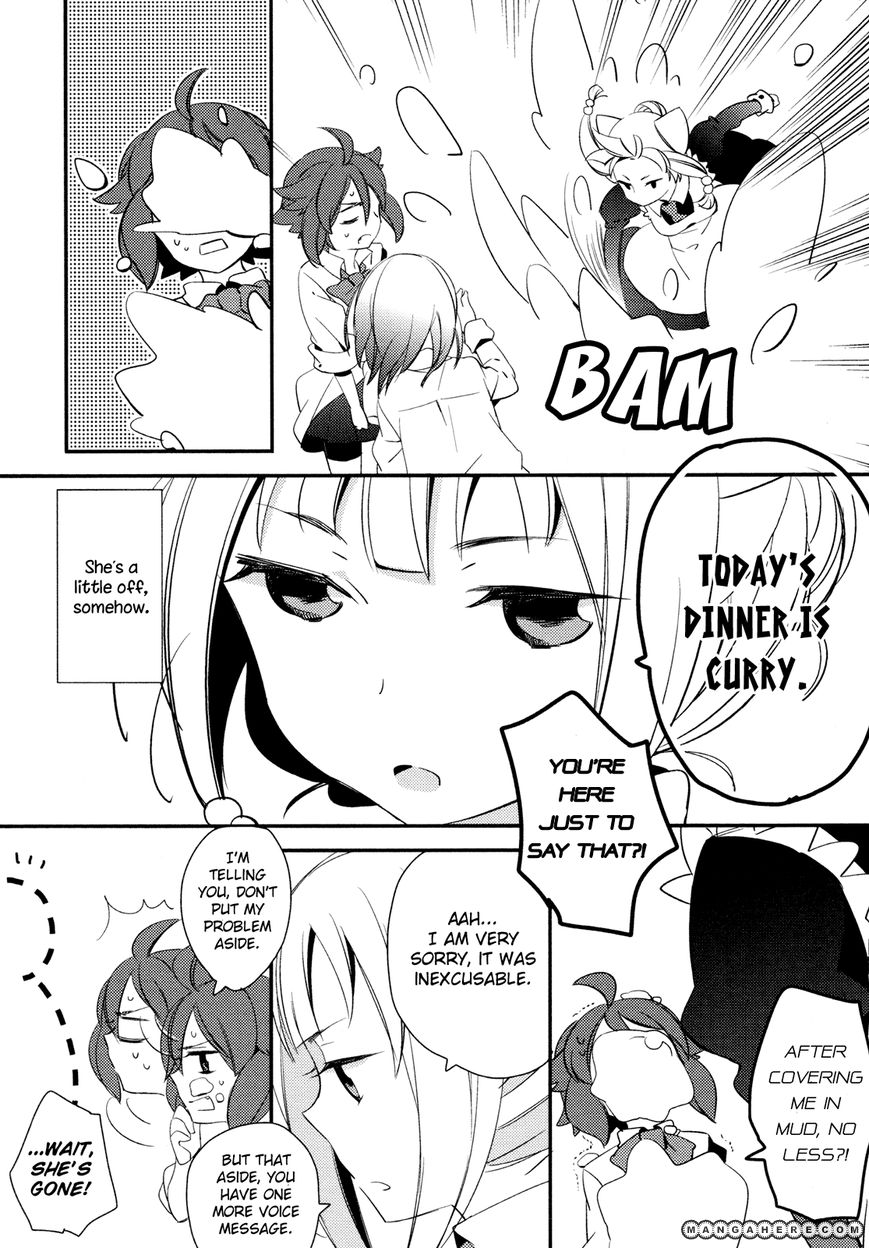 BAM
TODAY'S
DINNER IS
CURRY.
She's a
little off,
somehow.
YOU'RE
HERE
JUST TO
SAY THAT?!
AFTER
COVERING
ME IN
MUD, NO
LESS?!
AAH...
I AM VERY
SORRY, IT WAS
INEXCUSABLE.
BUT THAT
ASIDE, YOU
HAVE ONE
MORE VOICE
MESSAGE.
I'M
TELLING
YOU, DON'T
PUT MY
PROBLEM
ASIDE.
...WAIT,
SHE'S
GONE!
MANGAHERE.COM